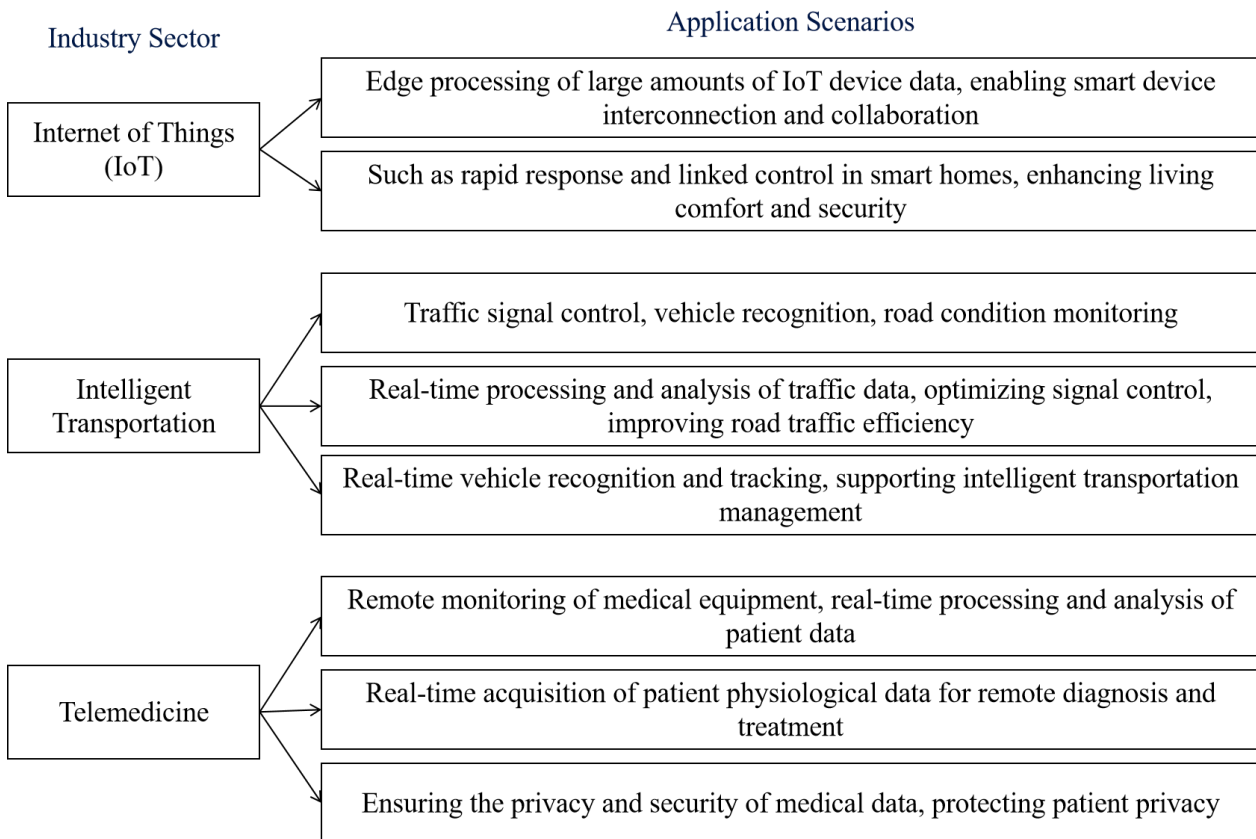 Industry Sector
Application Scenarios
Internet of Things
(IoT)
Edge processing of large amounts of IoT device data, enabling smart device
interconnection and collaboration
Such as rapid response and linked control in smart homes, enhancing living
comfort and security
Intelligent
Transportation
Traffic signal control, vehicle recognition, road condition monitoring
Real-time processing and analysis of traffic data, optimizing signal control,
improving road traffic efficiency
Real-time vehicle recognition and tracking, supporting intelligent transportation
management
Telemedicine
Remote monitoring of medical equipment, real-time processing and analysis of
patient data
Real-time acquisition of patient physiological data for remote diagnosis and
treatment
Ensuring the privacy and security of medical data, protecting patient privacy